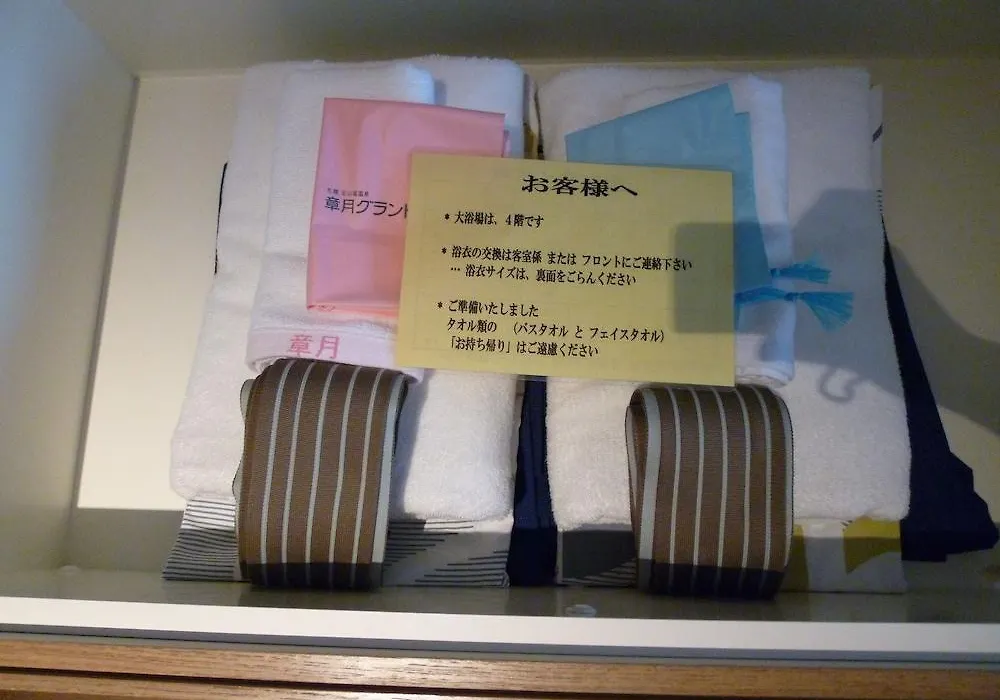 章月グランド
お客様へ
* 大浴場は、4階です
* 浴衣の交換は客室係 または フロントにご連絡下さい
… 浴衣サイズは、裏面をごらんください
* ご準備いたしました
タオル類の (バスタオル と フェイスタオル)
「お持ち帰り」はご遠慮ください
章月